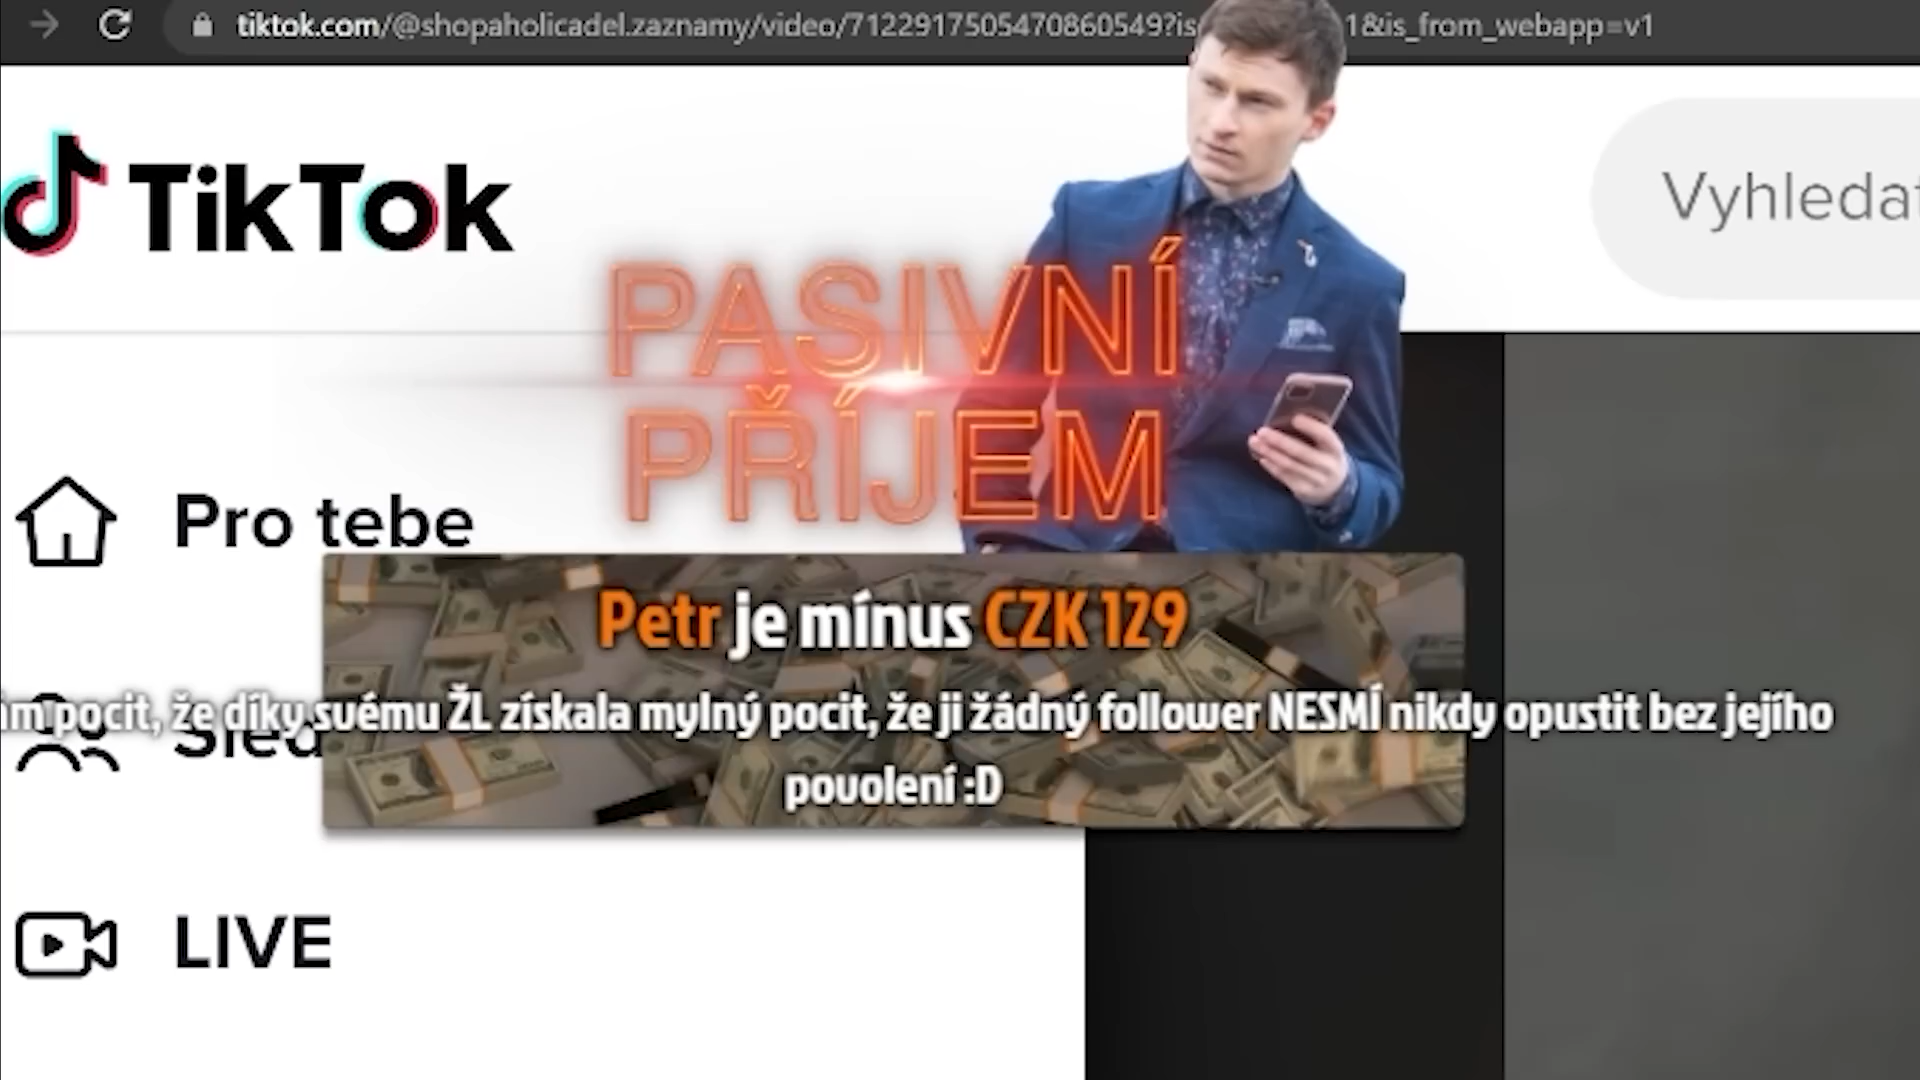 tiktok.com/@shopaholicadel.zaznamy/video/7122917505470860549?is 1&is_from_webapp=v1
TikTok
Vyhledat
PASIVNÍ
PŘÍJEM
Pro tebe
Petr je mínus CZK 129
pocit, že díky svému ŽL získala mylný pocit, že ji žádný follower NESMÍ nikdy opustit bez jejího
povolení :D
LIVE